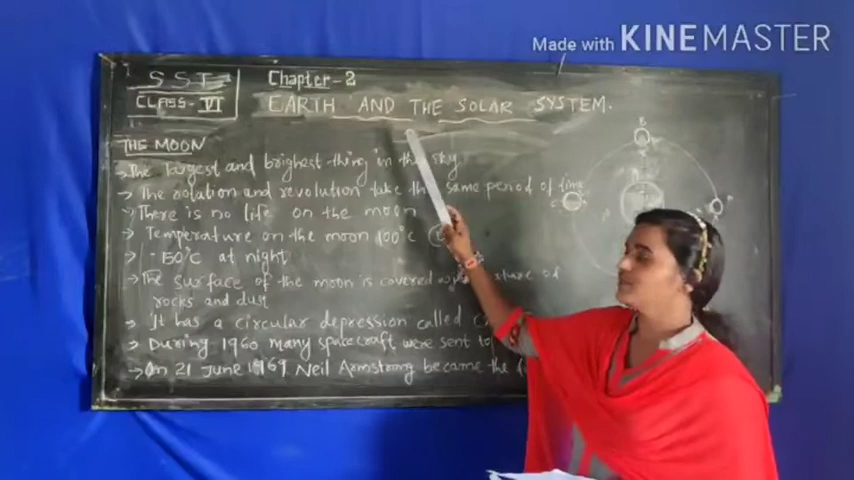 Made with KINEMASTER
SST
CLASS-VI
Chapter-2
EARTH AND THE SOLAR SYSTEM.
THE MOON
→ The largest and brighest thing in the sky
→ The rotation and revolution take the same period of time
→ There is no life on the moon
→ Temperature on the moon 100°c
→ -150°c at night
→ The surface of the moon is covered of
rocks and dust
→ It has a circular depression called
→ During 1960 many spacecraft were sent to
→ On 21 June 1969 Neil Armstrong became the
B